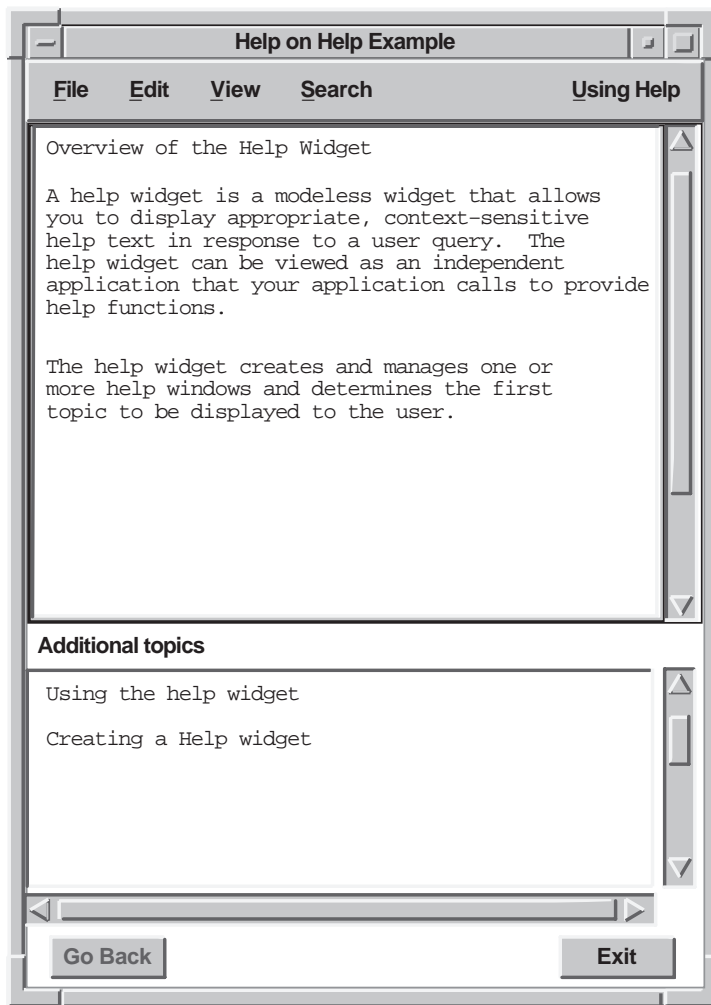 Help on Help Example
File Edit View Search Using Help
Overview of the Help Widget
A help widget is a modeless widget that allows
you to display appropriate, context-sensitive
help text in response to a user query. The
help widget can be viewed as an independent
application that your application calls to provide
help functions.
The help widget creates and manages one or
more help windows and determines the first
topic to be displayed to the user.
Additional topics
Using the help widget
Creating a Help widget
Go Back Exit